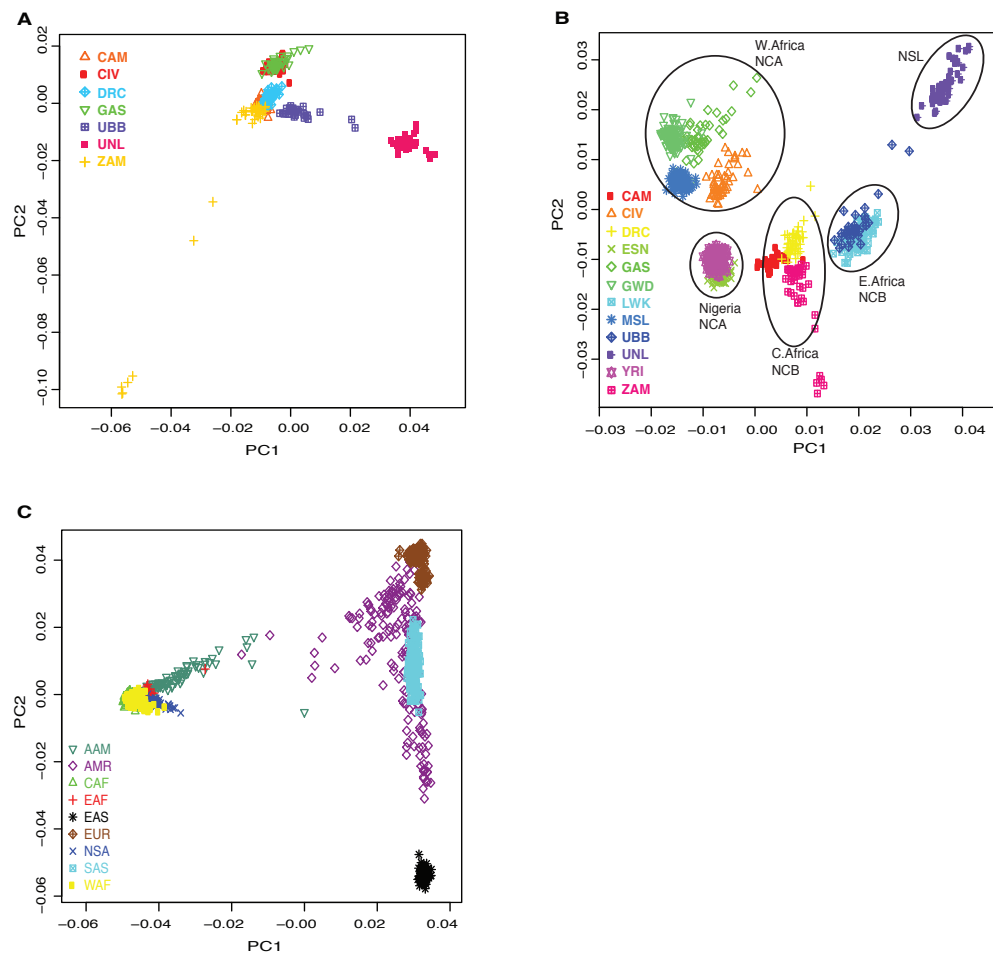 A
PC2
0.02
0.00
−0.02
−0.04
−0.06
−0.08
−0.10
CAM
CIV
DRC
GAS
UBB
UNL
ZAM
−0.06 −0.04 −0.02 0.00 0.02 0.04
PC1
B
PC2
0.03
0.02
0.01
0.00
−0.01
−0.02
−0.03
W.Africa
NCA
NSL
CAM
CIV
DRC
ESN
GAS
GWD
LWK
MSL
UBB
UNL
YRI
ZAM
Nigeria
NCA
C.Africa
NCB
E.Africa
NCB
−0.03 −0.02 −0.01 0.00 0.01 0.02 0.03 0.04
PC1
C
PC2
0.04
0.02
0.00
−0.02
−0.04
−0.06
AAM
AMR
CAF
EAF
EAS
EUR
NSA
SAS
WAF
−0.06 −0.04 −0.02 0.00 0.02 0.04
PC1